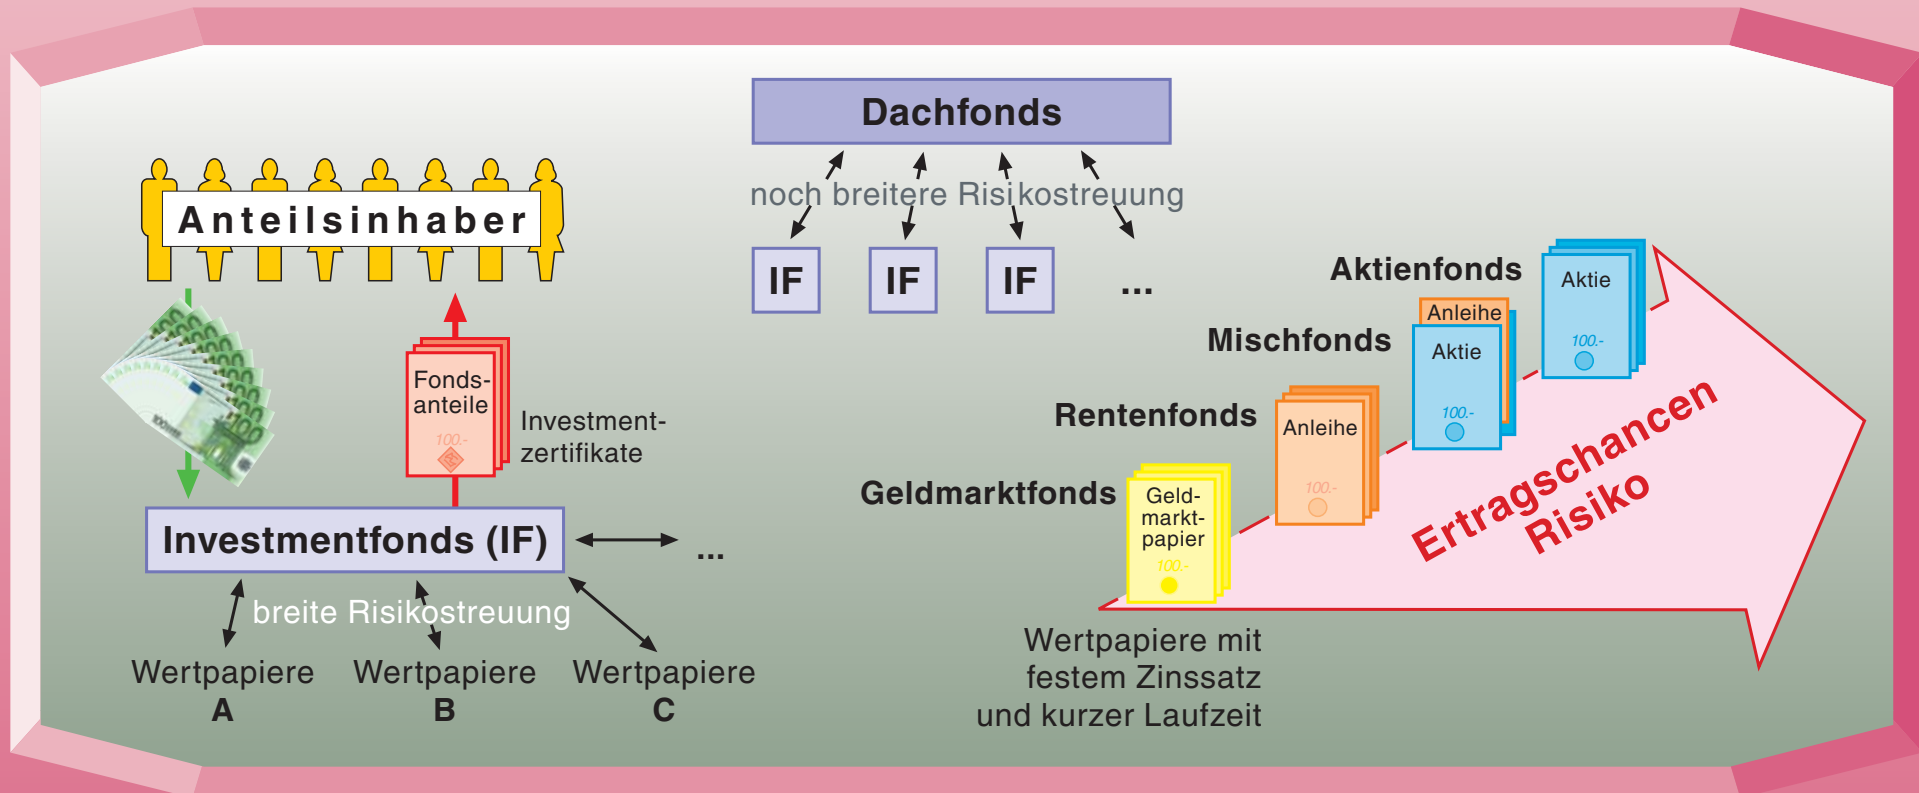 Dachfonds
noch breitere Risikostreuung
IF
IF
IF
...
Anteilsinhaber
Fonds-
anteile
100.-
Investment-
zertifikate
Investmentfonds (IF)
...
breite Risikostreuung
Wertpapiere
A
Wertpapiere
B
Wertpapiere
C
Aktienfonds
Aktie
100.-
Mischfonds
Anleihe
Aktie
100.-
Rentenfonds
Anleihe
100.-
Geldmarktfonds
Geld-
markt-
papier
100.-
Ertragschancen
Risiko
Wertpapiere mit
festem Zinssatz
und kurzer Laufzeit